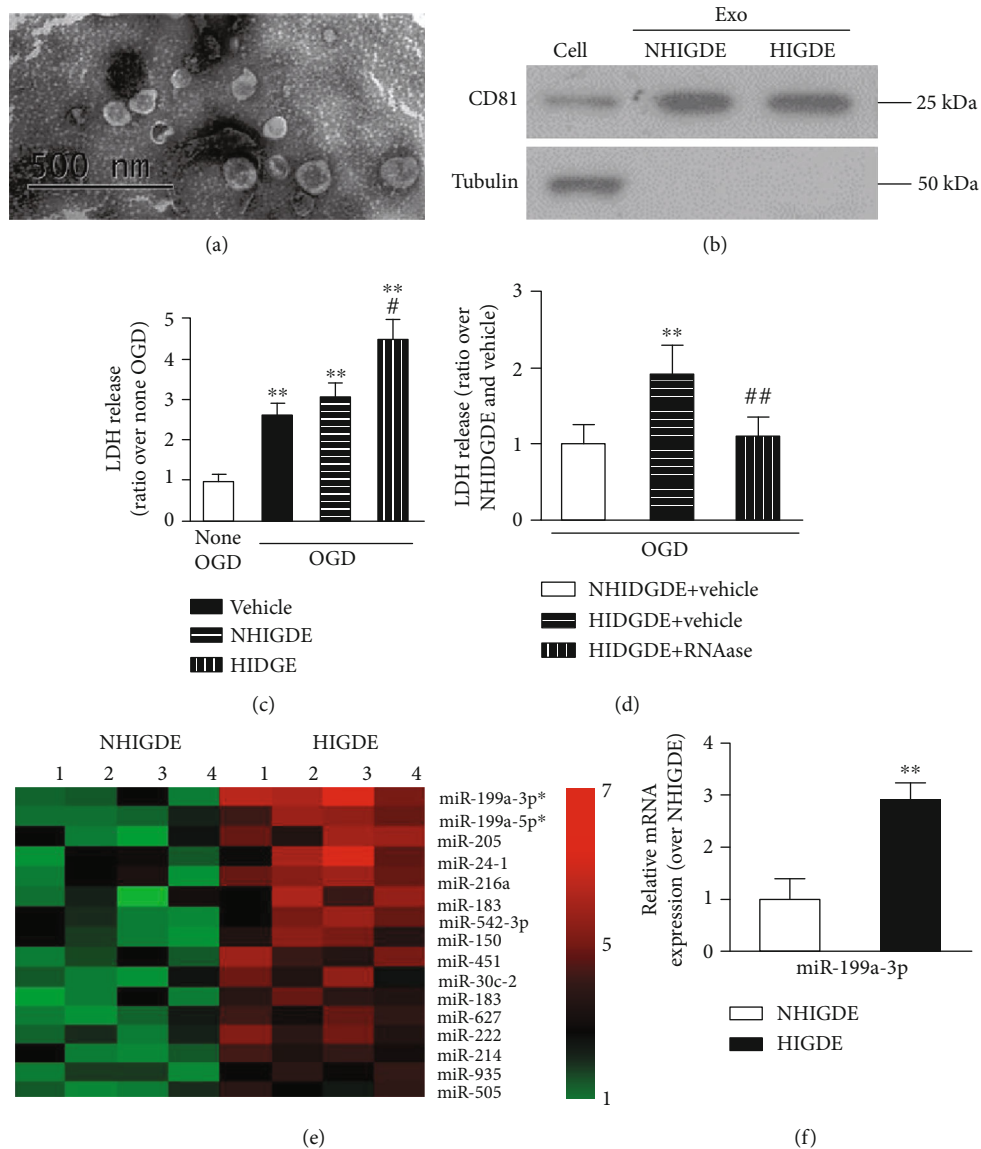 500 nm
(a)
Exo
Cell NHIGDE HIGDE
CD81
25 kDa
Tubulin
50 kDa
(b)
LDH release
(ratio over none OGD)
5
4
3
2
1
0
**
**
**
#
None
OGD
OGD
Vehicle
NHIGDE
HIDGE
(c)
LDH release (ratio over
NHIDGDE and vehicle)
3
2
1
0
**
##
OGD
NHIDGDE+vehicle
HIDGDE+vehicle
HIDGDE+RNAase
(d)
NHIGDE HIGDE
1 2 3 4 1 2 3 4
miR-199a-3p*
miR-199a-5p*
miR-205
miR-24-1
miR-216a
miR-183
miR-542-3p
miR-150
miR-451
miR-30c-2
miR-183
miR-627
miR-222
miR-214
miR-935
miR-505
7
5
1
(e)
Relative mRNA
expression (over NHIGDE)
4
3
2
1
0
**
miR-199a-3p
NHIGDE
HIGDE
(f)